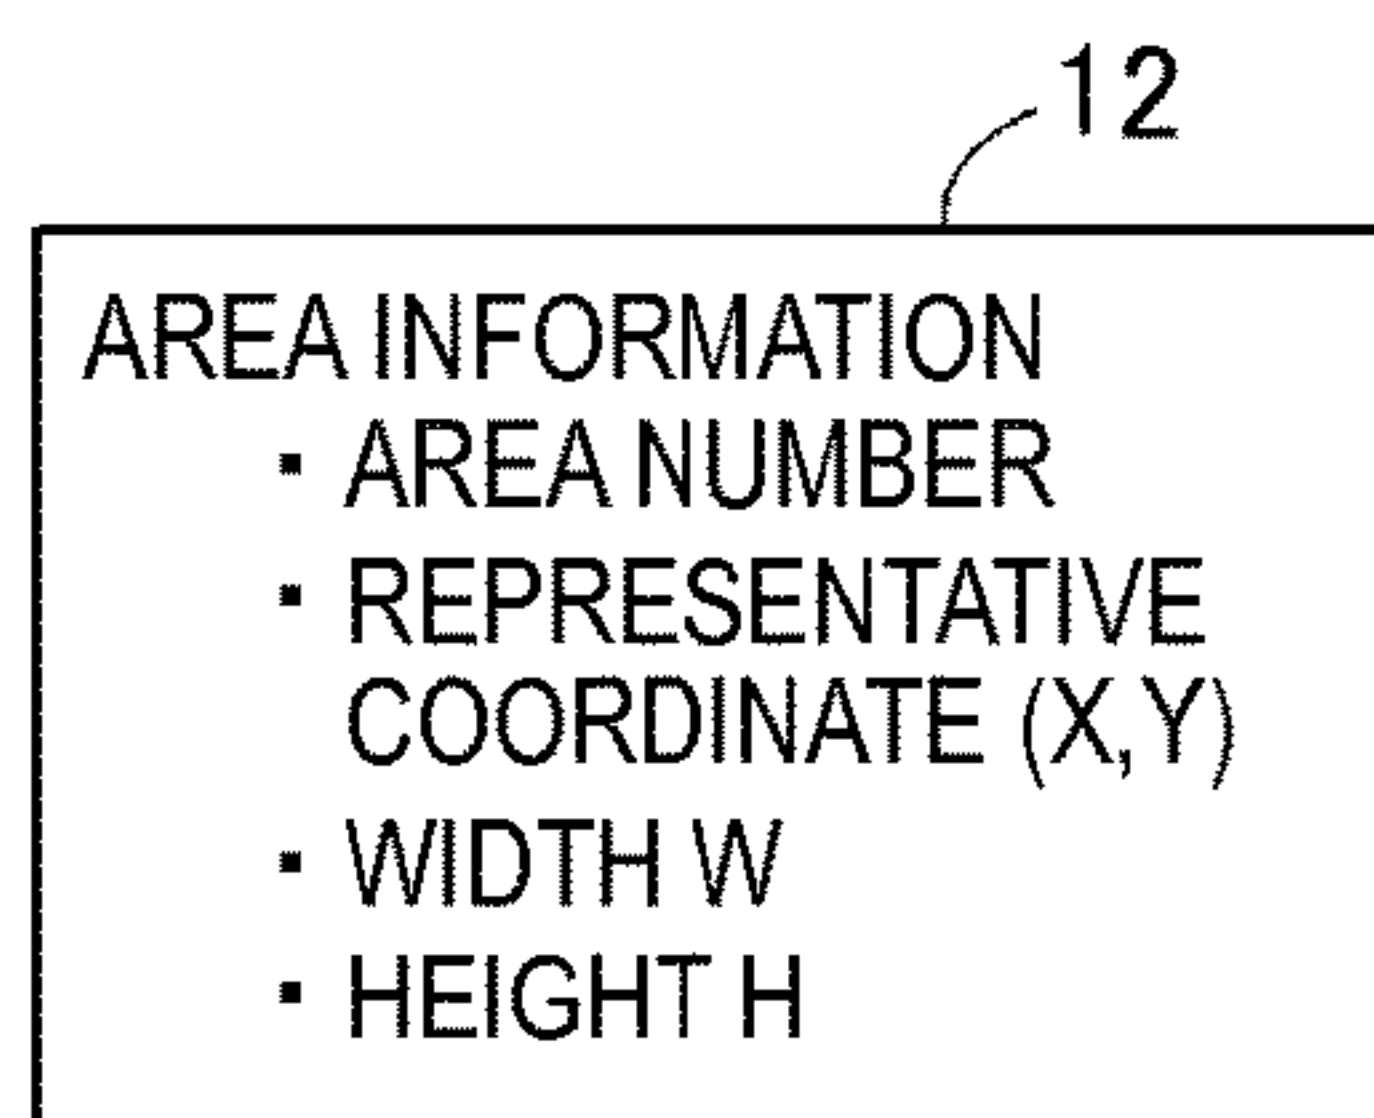 12
AREA INFORMATION
▪ AREA NUMBER
▪ REPRESENTATIVE
COORDINATE (X,Y)
▪ WIDTH W
▪ HEIGHT H